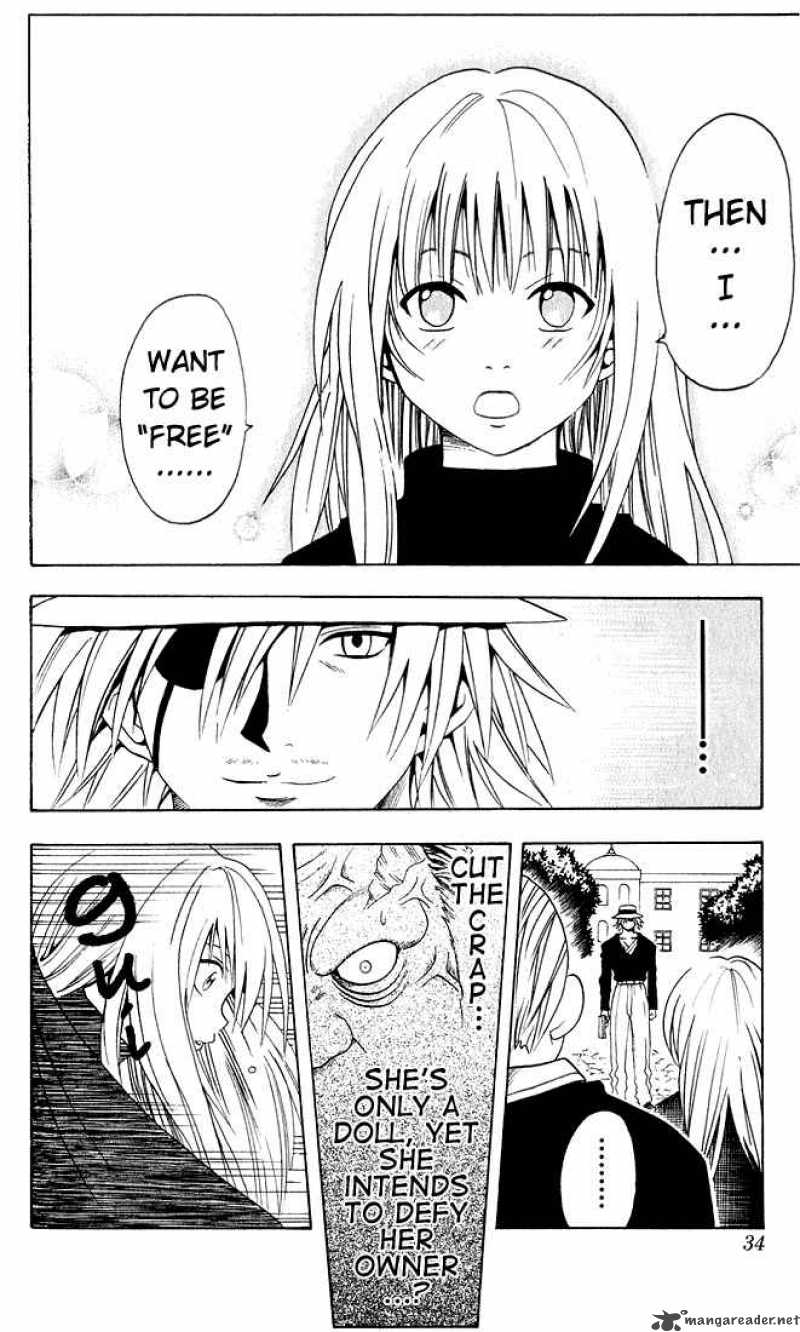 THEN
...
I
...
WANT
TO BE
"FREE"
......
CUT
THE
CRAP...
SHE'S
ONLY A
DOLL, YET
SHE
INTENDS
TO DEFY
HER
OWNER
....?
34
mangareader.net